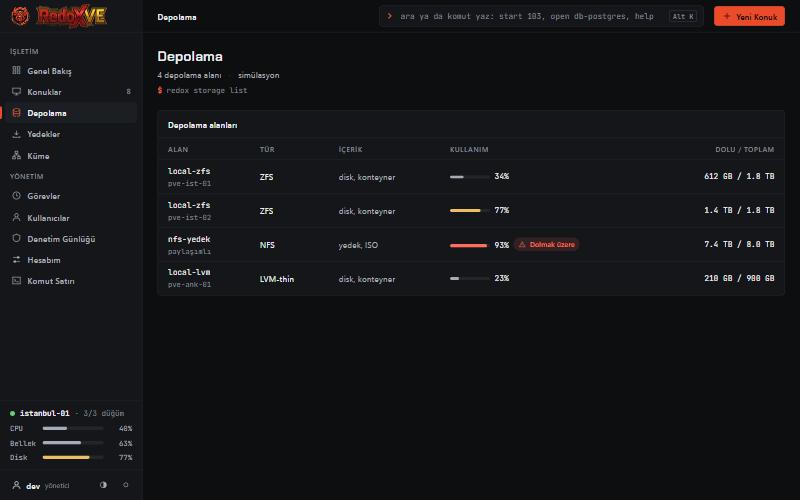 RedoXVE
İŞLETİM
Genel Bakış
Konuklar 8
Depolama
Yedekler
Küme
YÖNETİM
Görevler
Kullanıcılar
Denetim Günlüğü
Hesabım
Komut Satırı
istanbul-01 · 3/3 düğüm
CPU 40%
Bellek 63%
Disk 77%
dev yönetici
Depolama
ara ya da komut yaz: start 103, open db-postgres, help Alt K
Yeni Konuk
Depolama
4 depolama alanı · simülasyon
$ redox storage list
Depolama alanları
ALAN TÜR İÇERİK KULLANIM DOLU / TOPLAM
local-zfs
pve-ist-01 ZFS disk, konteyner 34% 612 GB / 1.8 TB
local-zfs
pve-ist-02 ZFS disk, konteyner 77% 1.4 TB / 1.8 TB
nfs-yedek
paylaşımlı NFS yedek, ISO 93% Dolmak üzere 7.4 TB / 8.0 TB
local-lvm
pve-ank-01 LVM-thin disk, konteyner 23% 210 GB / 900 GB